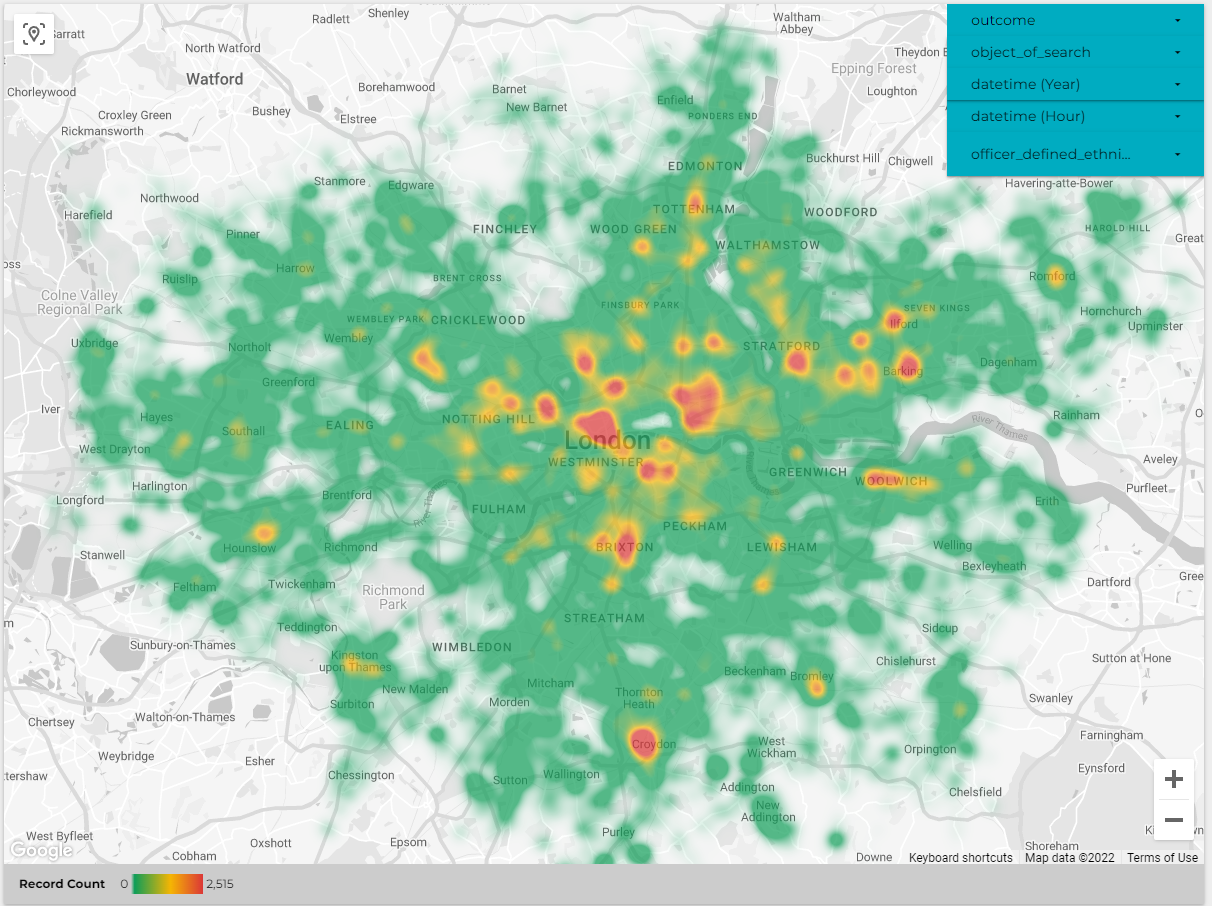 outcome
object_of_search
datetime (Year)
datetime (Hour)
officer_defined_ethni...
Radlett
Shenley
Waltham
Abbey
North Watford
Theydon
Watford
Epping Forest
Chorleywood
Borehamwood
Barnet
Enfield
Loughton
New Barnet
Croxley Green
Bushey
Elstree
PONDERS END
Rickmansworth
EDMONTON
Buckhurst Hill
Chigwell
Stanmore
Edgware
Havering-atte-Bower
Northwood
Harefield
TOTTENHAM
WOODFORD
Pinner
FINCHLEY
WOOD GREEN
HAROLD HILL
Great
WALTHAMSTOW
Harrow
BRENT CROSS
Ruislip
Romford
Colne Valley
Regional Park
FINSBURY PARK
SEVEN KINGS
Hornchurch
WEMBLEY PARK
CRICKLEWOOD
Ilford
Upminster
Uxbridge
Wembley
Northolt
STRATFORD
Dagenham
Barking
Greenford
Iver
Hayes
NOTTING HILL
Rainham
Southall
EALING
River Thames
West Drayton
London
WESTMINSTER
Aveley
GREENWICH
WOOLWICH
Harlington
Purfleet
Longford
Brentford
Erith
FULHAM
PECKHAM
Stanwell
Hounslow
Richmond
BRIXTON
LEWISHAM
Welling
Bexleyheath
Feltham
Twickenham
Richmond
Park
Dartford
Gree
STREATHAM
Teddington
Sidcup
Sunbury-on-Thames
Kingston
upon Thames
WIMBLEDON
Chislehurst
Sutton at Hone
Beckenham
Bromley
New Malden
Mitcham
Surbiton
Morden
Thornton
Heath
Swanley
Chertsey
Walton-on-Thames
Croydon
West
Wickham
Orpington
Farningham
Weybridge
Esher
Chessington
Sutton
Wallington
Addington
Eynsford
Chelsfield
New
Addington
West Byfleet
Oxshott
Epsom
Purley
Shoreham
Cobham
Downe
Google
Keyboard shortcuts
Map data ©2022
Terms of Use
Record Count
0
2,515